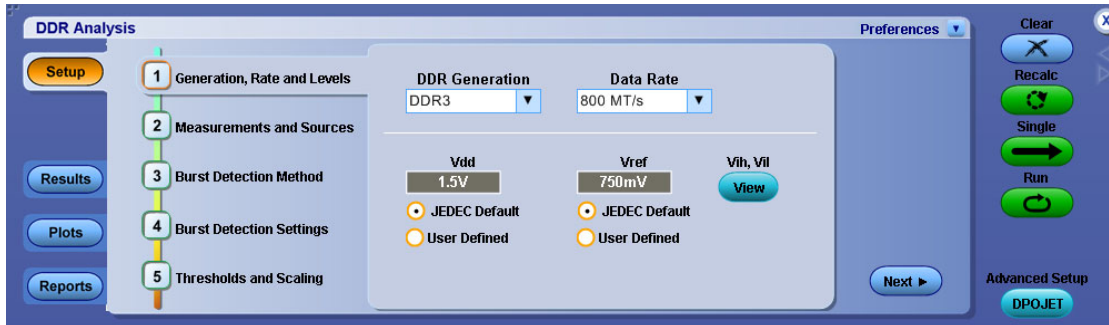 DDR Analysis
Preferences
Setup
Results
Plots
Reports
1 Generation, Rate and Levels
2 Measurements and Sources
3 Burst Detection Method
4 Burst Detection Settings
5 Thresholds and Scaling
DDR Generation
DDR3
Data Rate
800 MT/s
Vdd
1.5V
JEDEC Default
User Defined
Vref
750mV
JEDEC Default
User Defined
Vih, Vil
View
Next
Clear
X
Recalc
Single
Run
Advanced Setup
DPOJET